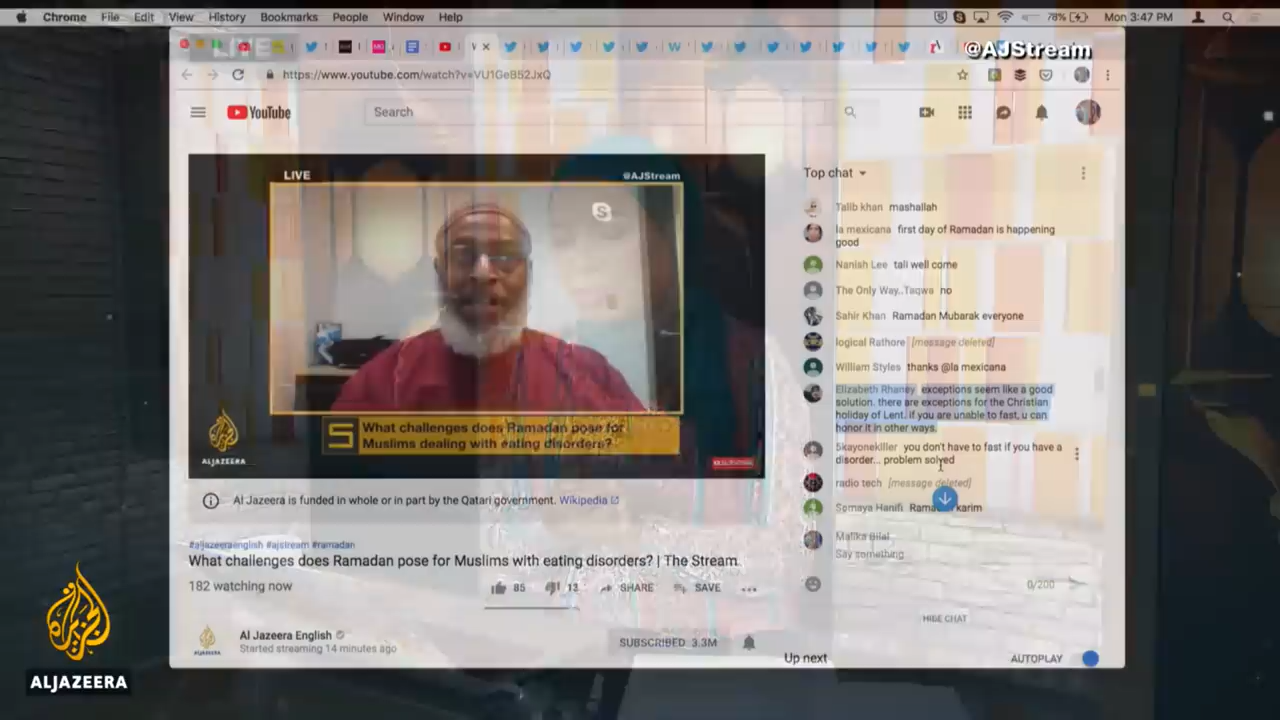 Chrome File Edit View History Bookmarks People Window Help
78% Mon 3:47 PM
LIVE
@AJStream
https://www.youtube.com/watch?v=VU1GeB52JxQ
YouTube
Search
LIVE
@AJStream
S
What challenges does Ramadan pose for
Muslims dealing with eating disorders?
ALJAZEERA
Al Jazeera is funded in whole or in part by the Qatari government. Wikipedia
#aljazeeraenglish #ajstream #ramadan
What challenges does Ramadan pose for Muslims with eating disorders? | The Stream
182 watching now
85 13 SHARE SAVE
Al Jazeera English
Started streaming 14 minutes ago
SUBSCRIBED 3.3M
Top chat
Talib khan mashallah
la mexicana first day of Ramadan is happening
good
Nanish Lee tali well come
The Only Way..Taqwa no
Sahir Khan Ramadan Mubarak everyone
logical Rathore [message deleted]
William Styles thanks @la mexicana
Elizabeth Rhaney exceptions seem like a good
solution. there are exceptions for the Christian
holiday of Lent. if you are unable to fast, u can
honor it in other ways.
5kayonekiller you don't have to fast if you have a
disorder... problem solved
radio tech [message deleted]
Somaya Hanifi Ramadan karim
Malika Bilal
Say something
0/200
HIDE CHAT
Up next
AUTOPLAY
ALJAZEERA